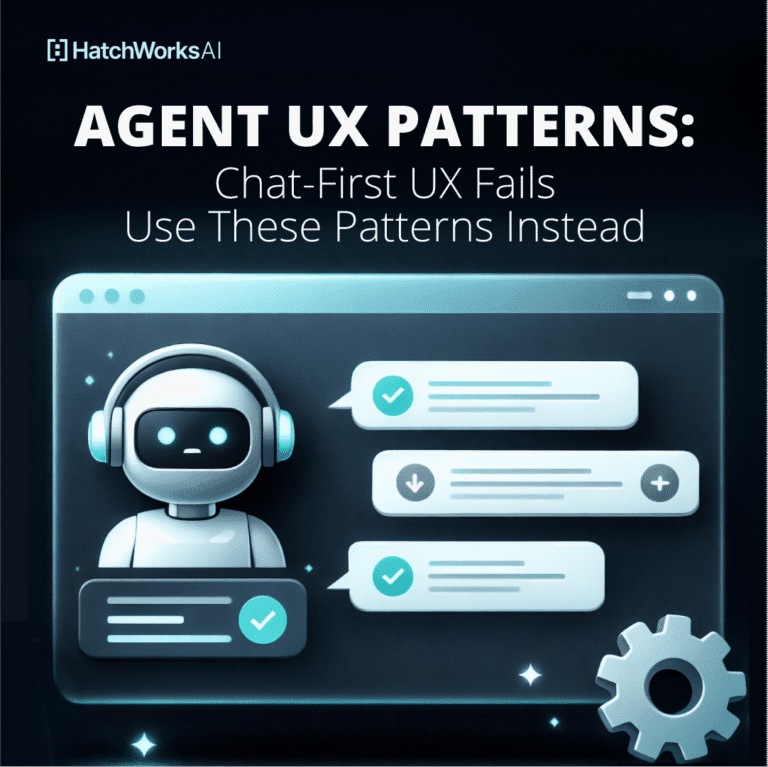 HatchWorksAI
AGENT UX PATTERNS:
Chat-First UX Fails
Use These Patterns Instead